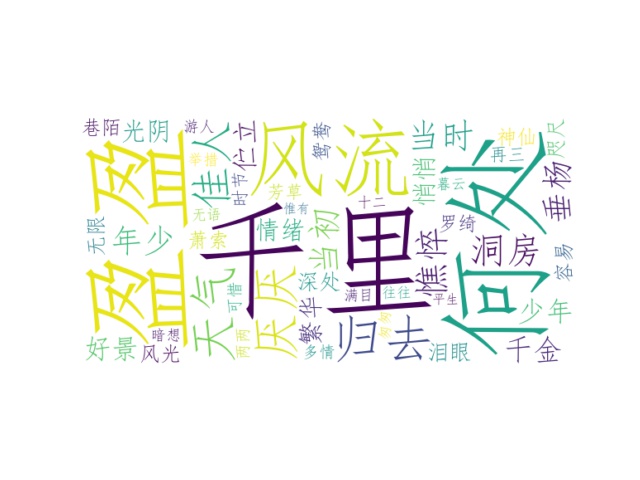 盈盈
千里
何处
风流
归去
佳人
天气
厌厌
当时
当初
憔悴
洞房
年少
少年
垂杨
千金
繁华
好景
风光
光阴
巷陌
伫立
情绪
萧索
深处
悄悄
泪眼
罗绮
神仙
咫尺
再三
鸳鸯
游人
举措
时节
芳草
无限
无语
惟有
十二
暮云
容易
可惜
满目
往往
平生
暗想
两两
多情